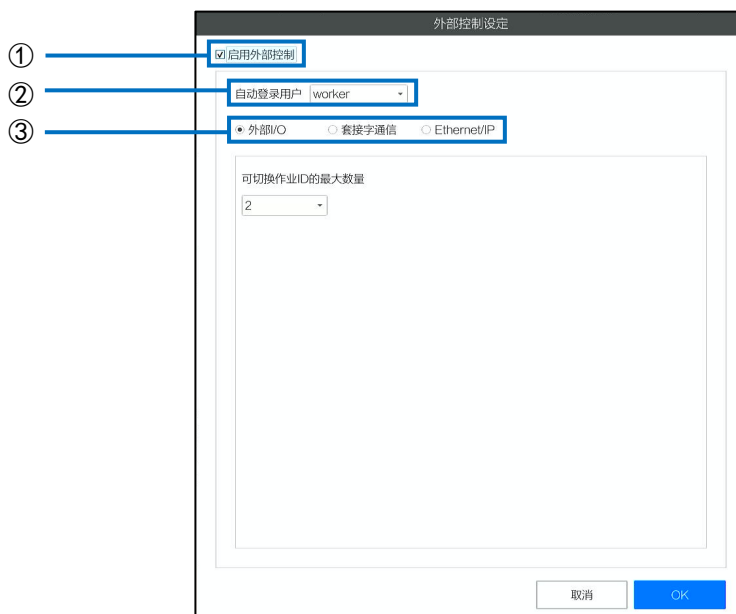 外部控制设定
① 启用外部控制
② 自动登录用户 worker
③ 外部I/O 套接字通信 Ethernet/IP
可切换作业ID的最大数量
2
取消 OK